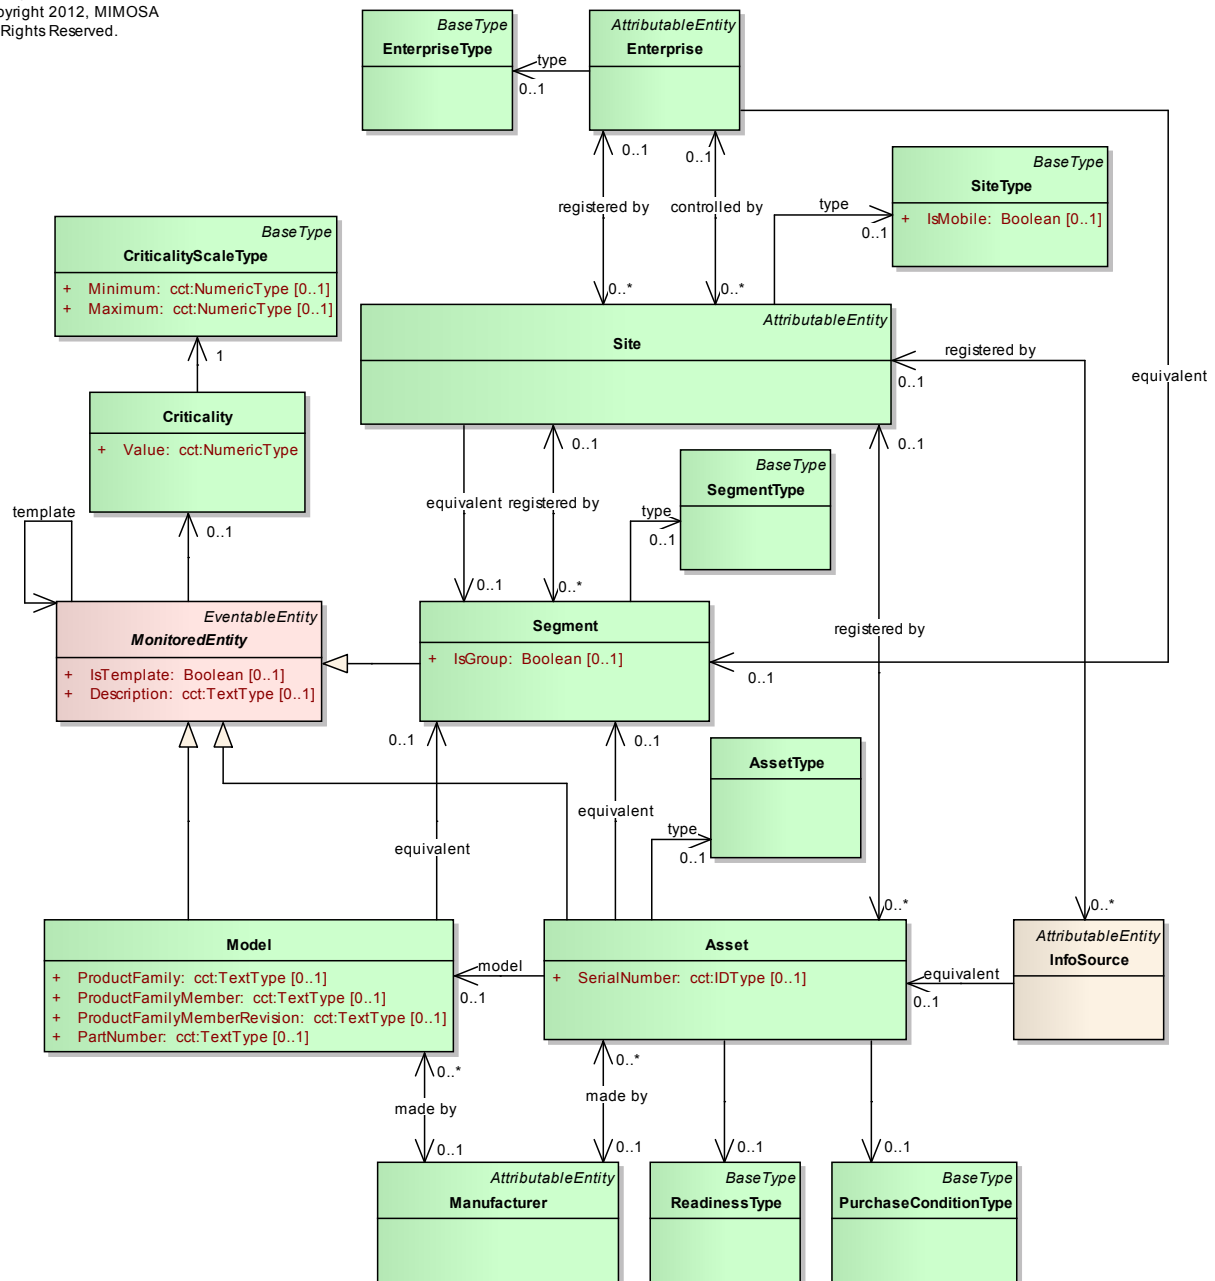 pyright 2012, MIMOSA
Rights Reserved.
BaseType
EnterpriseType
AttributableEntity
Enterprise
type
0..1
0..1
0..1
BaseType
SiteType
+ IsMobile: Boolean [0..1]
registered by
controlled by
type
0..1
BaseType
CriticalityScaleType
+ Minimum: cct:NumericType [0..1]
+ Maximum: cct:NumericType [0..1]
0..*
0..*
AttributableEntity
Site
1
registered by
0..1
equivalent
Criticality
+ Value: cct:NumericType
0..1
0..1
BaseType
SegmentType
equivalent
registered by
type
0..1
template
0..1
0..1
0..*
EventableEntity
MonitoredEntity
+ IsTemplate: Boolean [0..1]
+ Description: cct:TextType [0..1]
Segment
+ IsGroup: Boolean [0..1]
registered by
0..1
0..1
0..1
AssetType
equivalent
type
0..1
equivalent
0..*
0..*
Model
+ ProductFamily: cct:TextType [0..1]
+ ProductFamilyMember: cct:TextType [0..1]
+ ProductFamilyMemberRevision: cct:TextType [0..1]
+ PartNumber: cct:TextType [0..1]
model
0..1
Asset
+ SerialNumber: cct:IDType [0..1]
equivalent
0..1
AttributableEntity
InfoSource
0..*
0..*
made by
made by
0..1
0..1
0..1
0..1
AttributableEntity
Manufacturer
BaseType
ReadinessType
BaseType
PurchaseConditionType